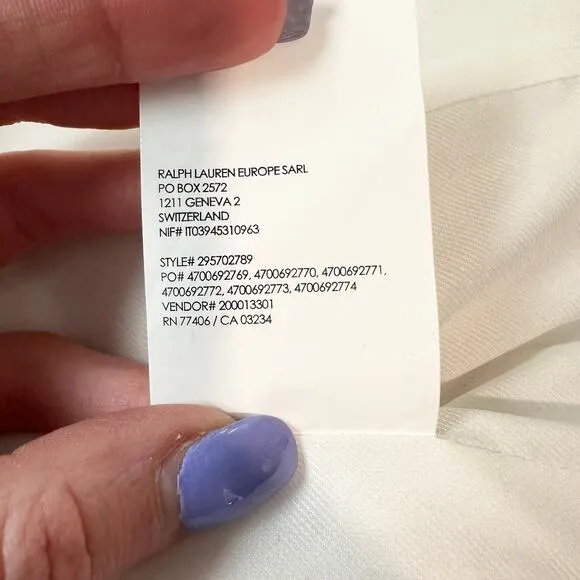 RALPH LAUREN EUROPE SARL
PO BOX 2572
1211 GENEVA 2
SWITZERLAND
NIF# IT03945310963
STYLE# 295702789
PO# 4700692769, 4700692770, 4700692771,
4700692772, 4700692773, 4700692774
VENDOR# 200013301
RN 77406 / CA 03234